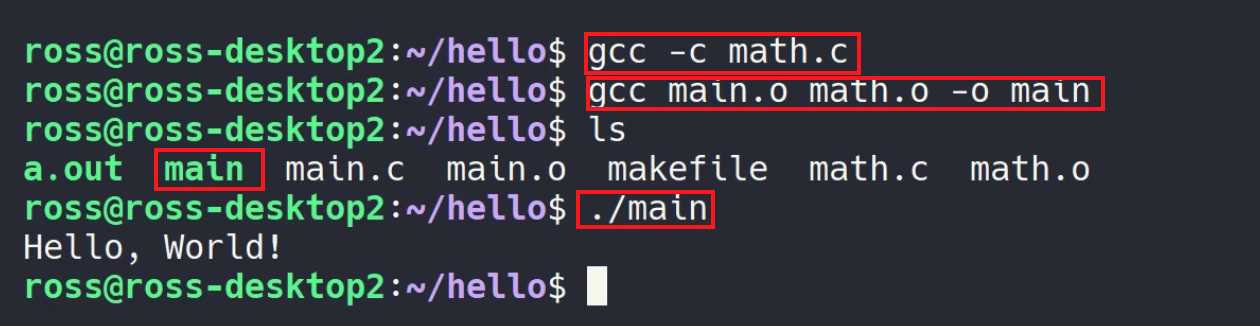 ross@ross-desktop2:~/hello$ gcc -c math.c
ross@ross-desktop2:~/hello$ gcc main.o math.o -o main
ross@ross-desktop2:~/hello$ ls
a.out  main  main.c  main.o  makefile  math.c  math.o
ross@ross-desktop2:~/hello$ ./main
Hello, World!
ross@ross-desktop2:~/hello$